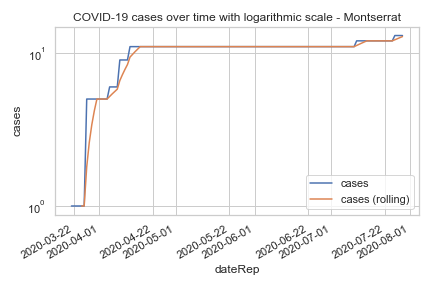 COVID-19 cases over time with logarithmic scale - Montserrat
10¹
cases
10⁰
cases
cases (rolling)
2020-03-22
2020-04-01
2020-04-22
2020-05-01
2020-05-22
2020-06-01
2020-06-22
2020-07-01
2020-07-22
2020-08-01
dateRep